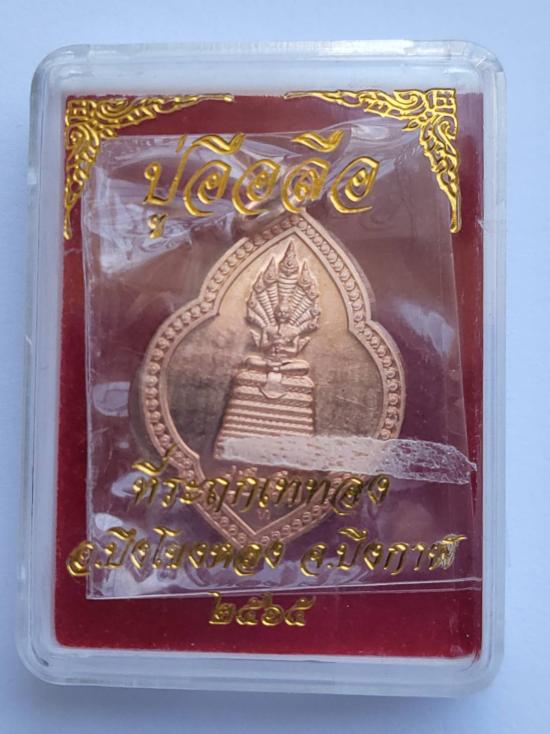 ปู่อือลือ
ที่ระฤกเททอง
อ.บึงโขงหลง จ.บึงกาฬ
๒๕๖๕